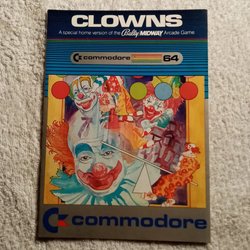 CLOWNS
A special home version of the Bally MIDWAY Arcade Game
commodore 64
commodore